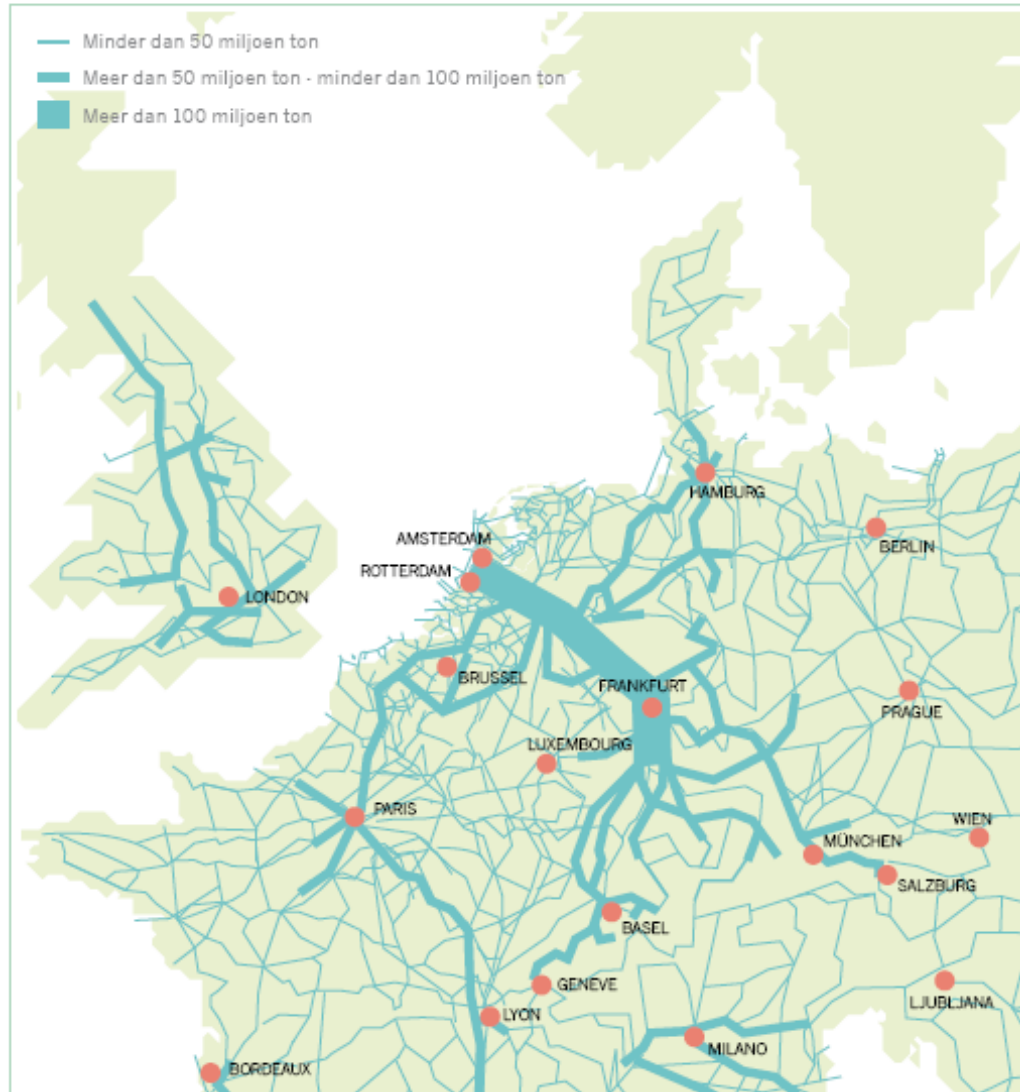 Minder dan 50 miljoen ton
Meer dan 50 miljoen ton - minder dan 100 miljoen ton
Meer dan 100 miljoen ton
HAMBURG
AMSTERDAM
BERLIN
ROTTERDAM
LONDON
BRUSSEL
FRANKFURT
PRAGUE
LUXEMBOURG
PARIS
WIEN
MÜNCHEN
SALZBURG
BASEL
GENEVE
LJUBLJANA
LYON
MILANO
BORDEAUX